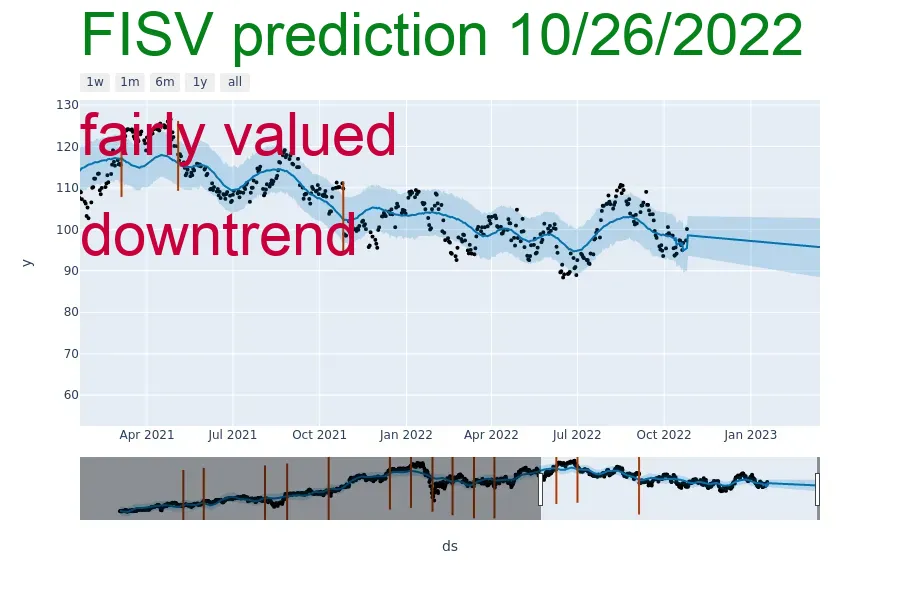 FISV prediction 10/26/2022
1w 1m 6m 1y all
130
fairly valued
120
110
100
downtrend
90
80
70
60
y
Apr 2021 Jul 2021 Oct 2021 Jan 2022 Apr 2022 Jul 2022 Oct 2022 Jan 2023
ds